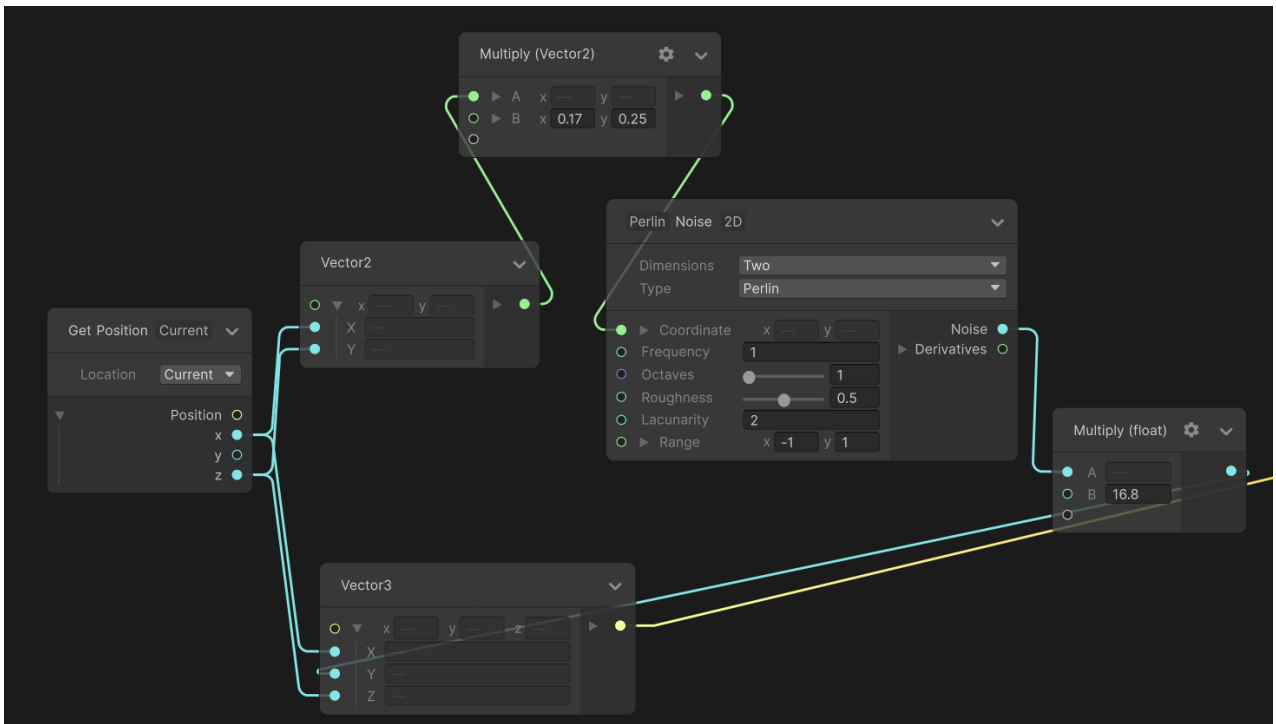 Multiply (Vector2)
A x — y —
B x 0.17 y 0.25
Perlin Noise 2D
Dimensions Two
Type Perlin
Coordinate x — y —
Frequency 1
Octaves 1
Roughness 0.5
Lacunarity 2
Range x -1 y 1
Noise
Derivatives
Vector2
x — y —
X —
Y —
Get Position Current
Location Current
Position
x
y
z
Multiply (float)
A —
B 16.8
Vector3
x — y — z —
X —
Y —
Z —